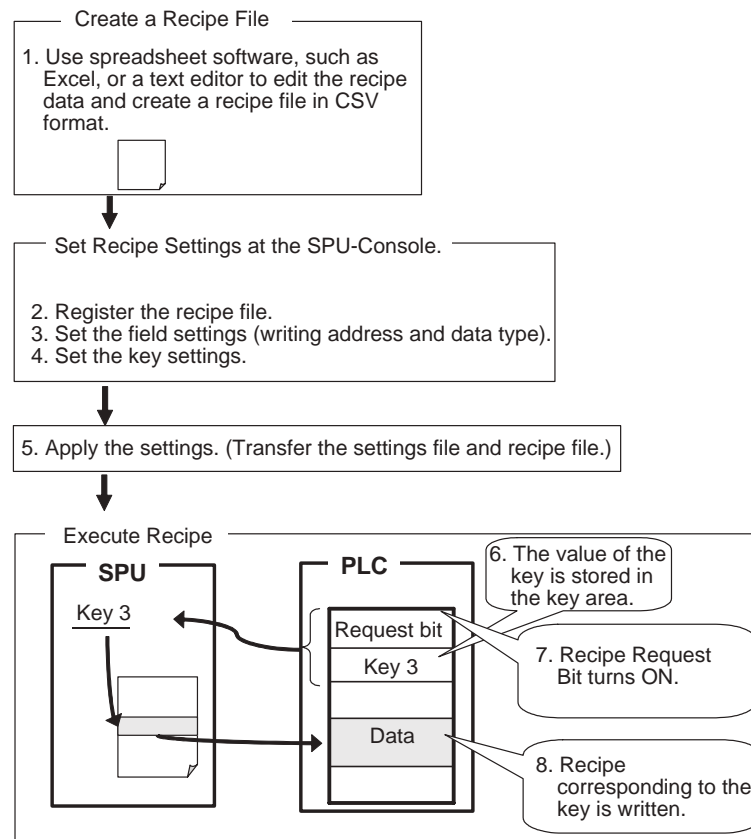 Create a Recipe File
1. Use spreadsheet software, such as
Excel, or a text editor to edit the recipe
data and create a recipe file in CSV
format.
Set Recipe Settings at the SPU-Console.
2. Register the recipe file.
3. Set the field settings (writing address and data type).
4. Set the key settings.
5. Apply the settings. (Transfer the settings file and recipe file.)
Execute Recipe
SPU
Key 3
PLC
Request bit
Key 3
Data
6. The value of the
key is stored in
the key area.
7. Recipe Request
Bit turns ON.
8. Recipe
corresponding to the
key is written.